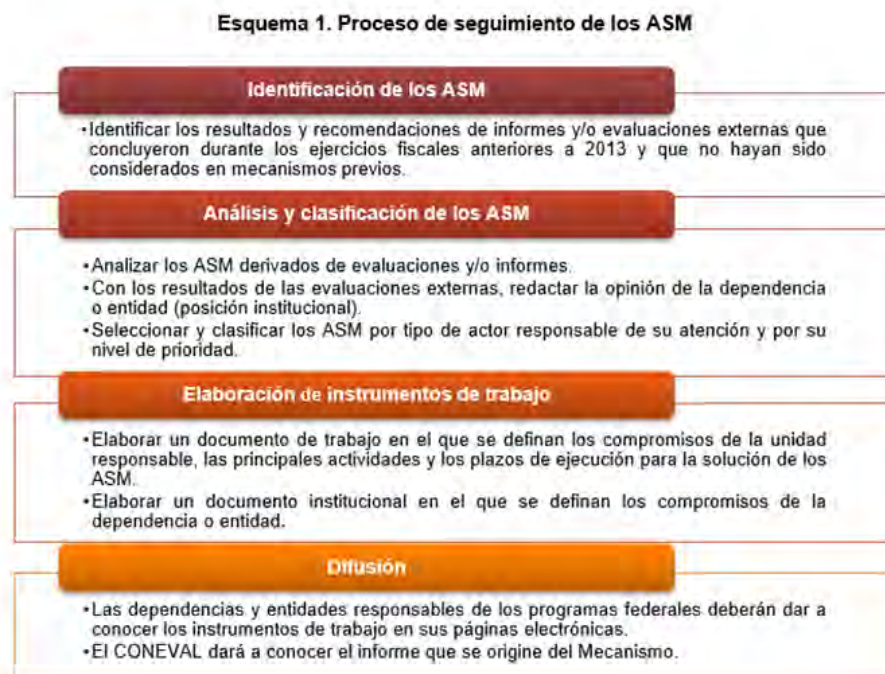 Esquema 1. Proceso de seguimiento de los ASM
Identificación de los ASM
•Identificar los resultados y recomendaciones de informes y/o evaluaciones externas que
concluyeron durante los ejercicios fiscales anteriores a 2013 y que no hayan sido
considerados en mecanismos previos.
Análisis y clasificación de los ASM
•Analizar los ASM derivados de evaluaciones y/o informes.
•Con los resultados de las evaluaciones externas, redactar la opinión de la dependencia
o entidad (posición institucional).
•Seleccionar y clasificar los ASM por tipo de actor responsable de su atención y por su
nivel de prioridad.
Elaboración de instrumentos de trabajo
•Elaborar un documento de trabajo en el que se definan los compromisos de la unidad
responsable, las principales actividades y los plazos de ejecución para la solución de los
ASM.
•Elaborar un documento institucional en el que se definan los compromisos de la
dependencia o entidad.
Difusión
•Las dependencias y entidades responsables de los programas federales deberán dar a
conocer los instrumentos de trabajo en sus páginas electrónicas.
•El CONEVAL dará a conocer el informe que se origine del Mecanismo.